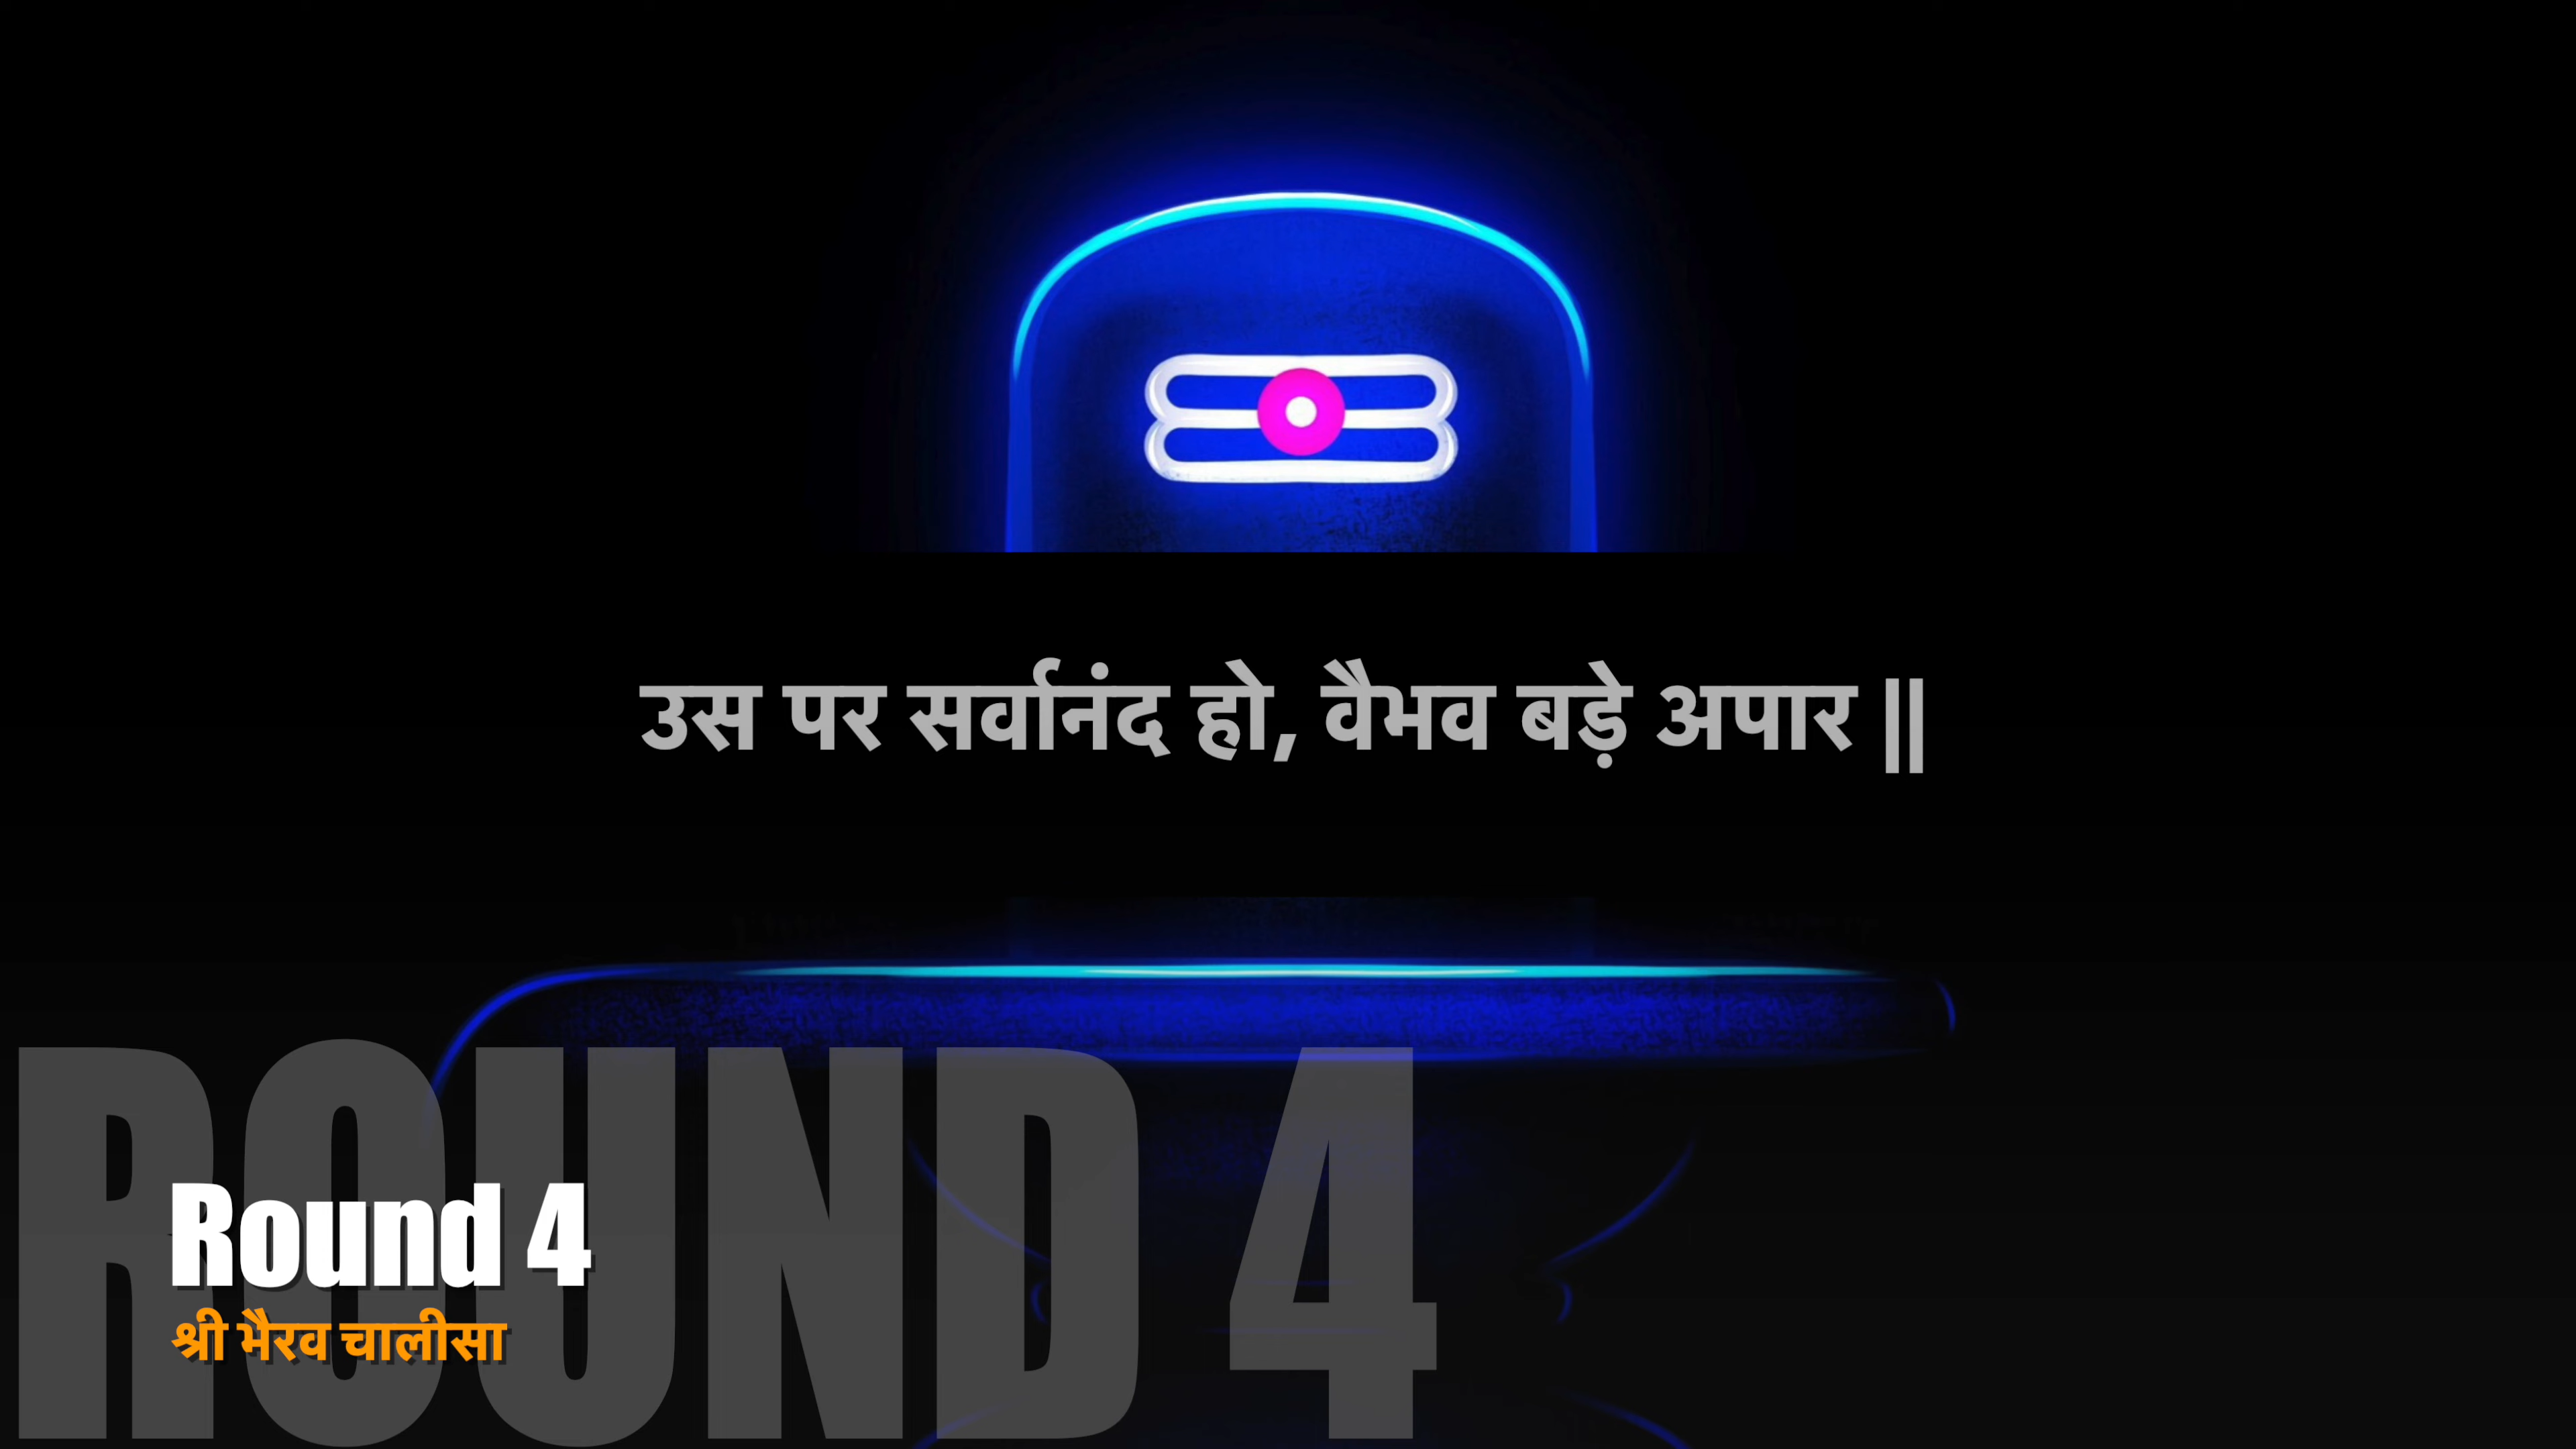 उस पर सर्वानंद हो, वैभव बड़े अपार ||
ROUND 4
Round 4
श्री भैरव चालीसा